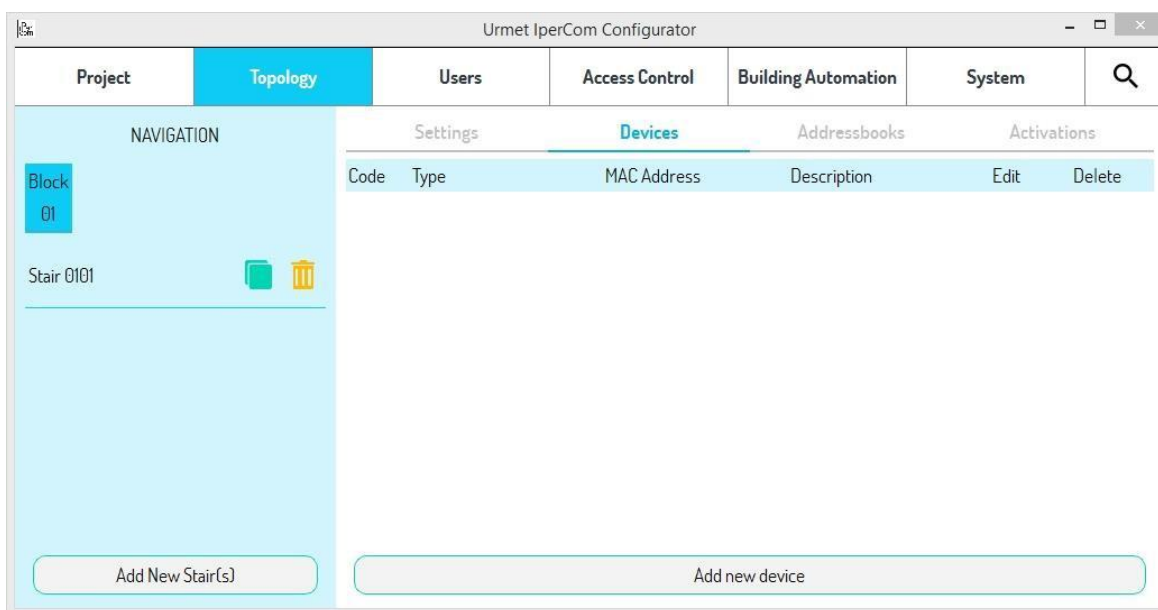 Urmet IperCom Configurator
Project Topology Users Access Control Building Automation System
NAVIGATION
Settings Devices Addressbooks Activations
Code Type MAC Address Description Edit Delete
Block
01
Stair 0101
Add New Stair(s)
Add new device